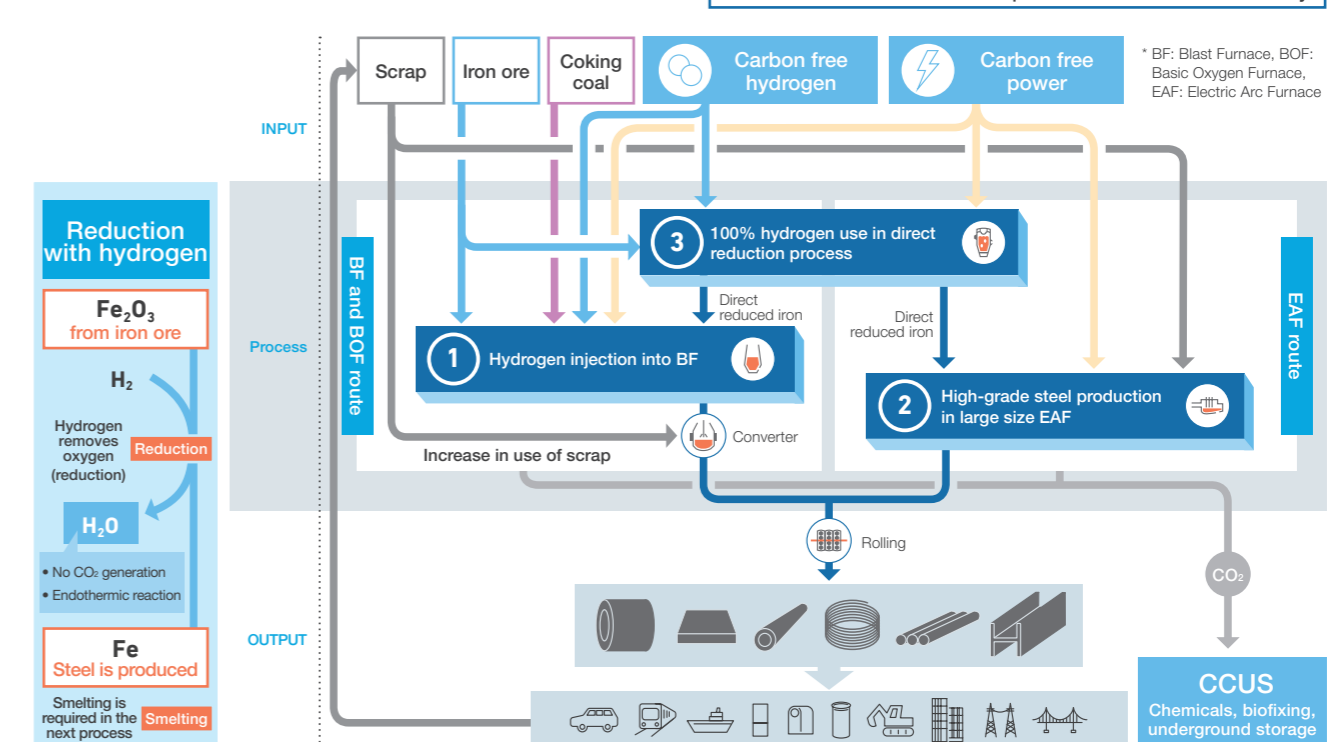 Scrap
Iron ore
Coking
coal
Carbon free
hydrogen
Carbon free
power
* BF: Blast Furnace, BOF:
Basic Oxygen Furnace,
EAF: Electric Arc Furnace
INPUT
Reduction
with hydrogen
Fe₂O₃
from iron ore
H₂
Hydrogen
removes
oxygen
(reduction)
Reduction
H₂O
• No CO₂ generation
• Endothermic reaction
Fe
Steel is produced
Smelting is
required in the
next process
Smelting
Process
BF and BOF route
3
100% hydrogen use in direct
reduction process
Direct
reduced iron
Direct
reduced iron
1
Hydrogen injection into BF
2
High-grade steel production
in large size EAF
EAF route
Converter
Increase in use of scrap
Rolling
CO₂
OUTPUT
CCUS
Chemicals, biofixing,
underground storage